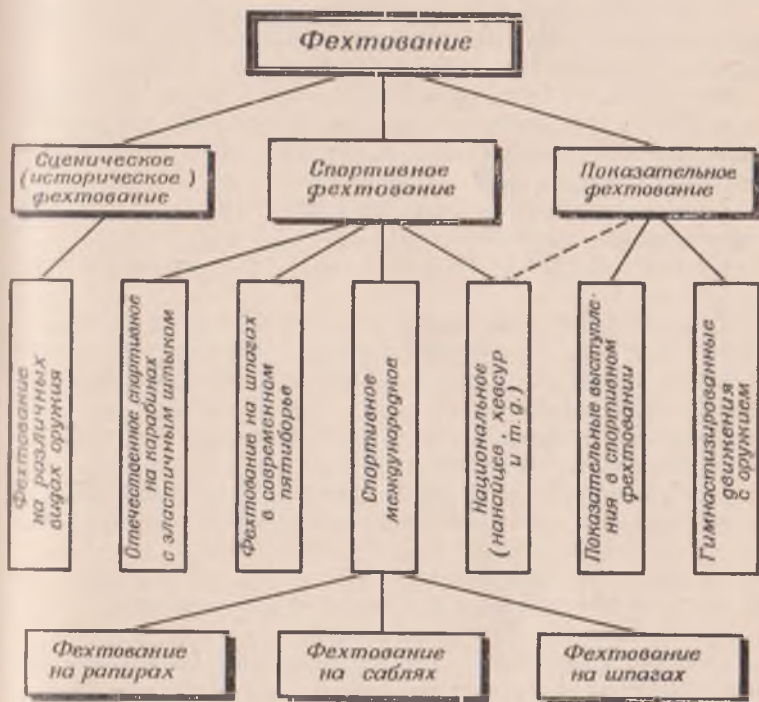 Фехтование
Сценическое
(историческое)
фехтование
Спортивное
фехтование
Показательное
фехтование
Фехтование
на различных
видах оружия
Отечественное спортивное
на карабинах
с эластичным штыком
Фехтование на шпагах
в современном
пятиборье
Спортивное
международное
Национальное
(нанайцев, хевсур
и т.д.)
Показательные выступле-
ния в спортивном
фехтовании
Гимнастизированные
движения
с оружием
Фехтование
на рапирах
Фехтование
на саблях
Фехтование
на шпагах